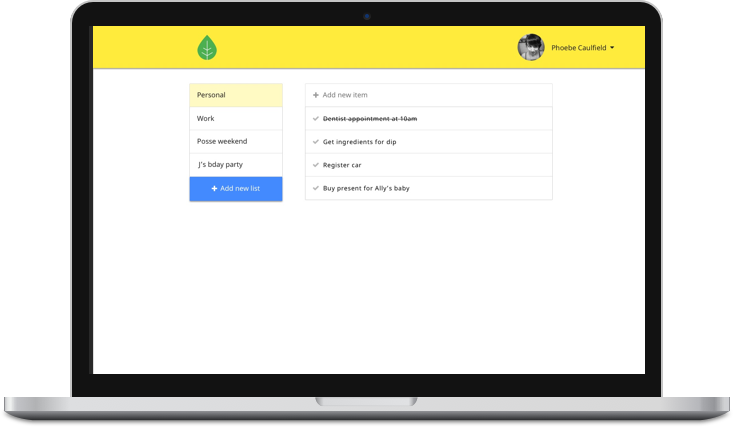 Phoebe Caulfield
Personal
Work
Posse weekend
J's bday party
Add new list
Add new item
Dentist appointment at 10am
Get ingredients for dip
Register car
Buy present for Ally's baby